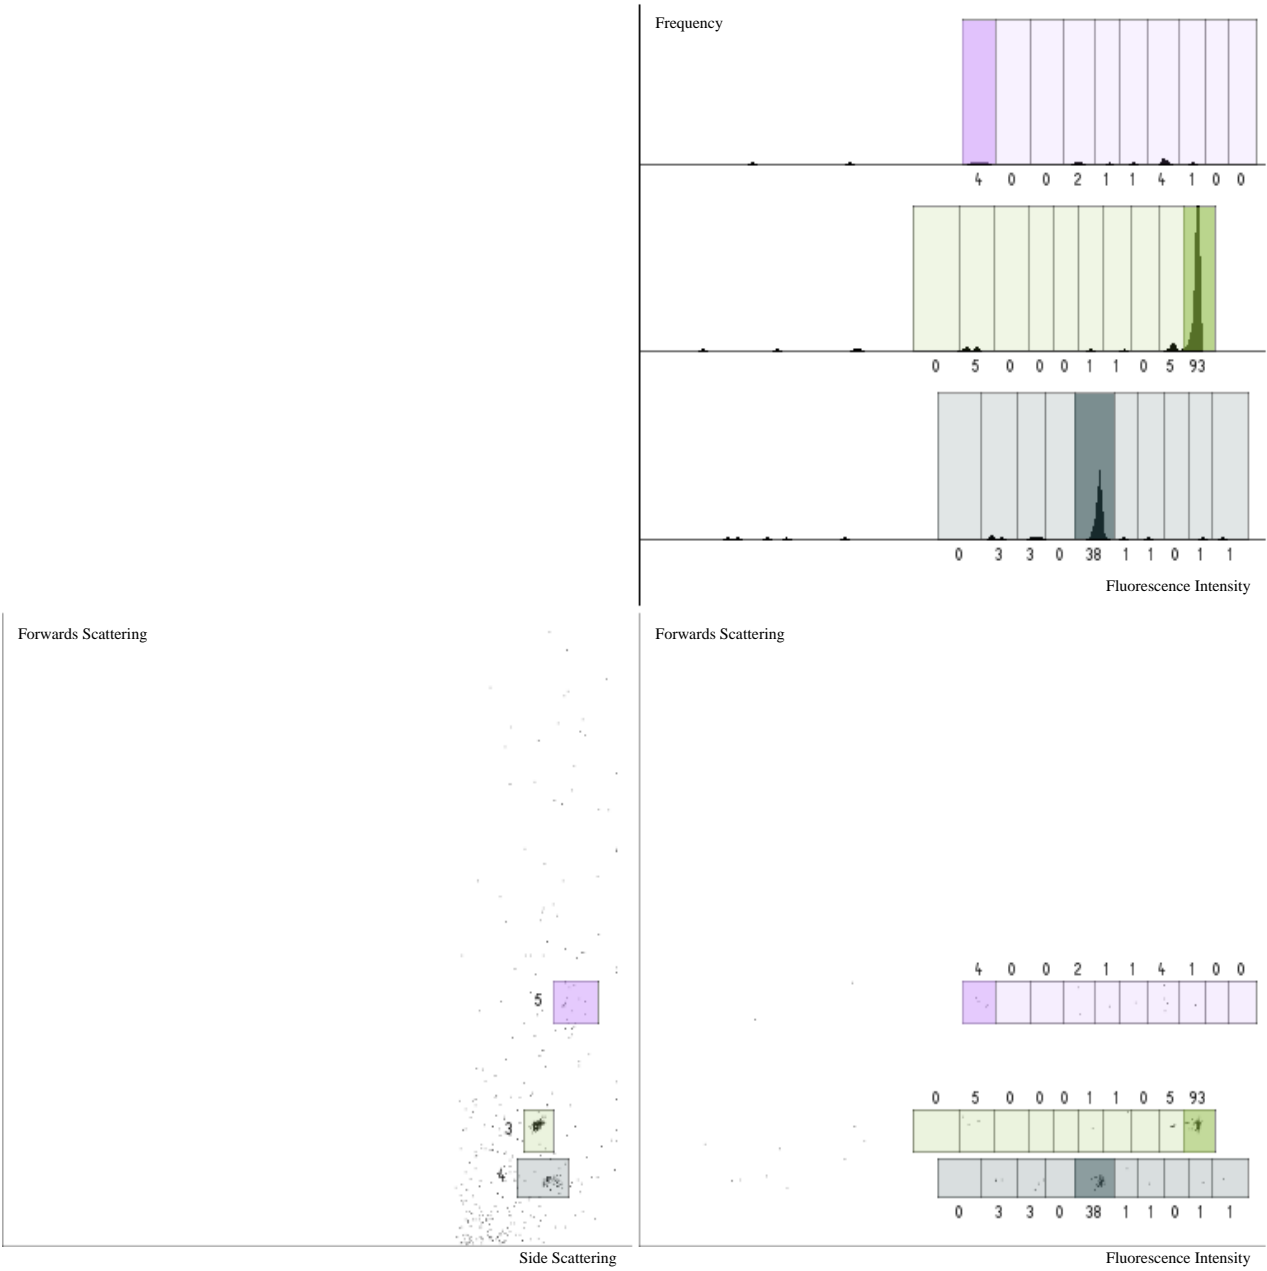 Frequency
4 0 0 2 1 1 4 1 0 0
0 5 0 0 0 1 1 0 5 93
0 3 3 0 38 1 1 0 1 1
Fluorescence Intensity
Forwards Scattering
Forwards Scattering
4 0 0 2 1 1 4 1 0 0
5
0 5 0 0 0 1 1 0 5 93
3
0 3 3 0 38 1 1 0 1 1
Side Scattering
Fluorescence Intensity